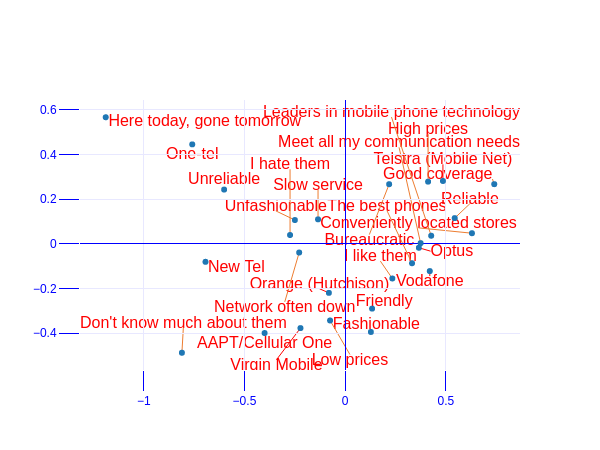 0.6
Leaders in mobile phone technology
Here today, gone tomorrow
High prices
Meet all my communication needs
0.4
One.tel
Telstra (Mobile Net)
I hate them
Good coverage
Unreliable
Slow service
0.2
Reliable
Unfashionable
The best phones
Conveniently located stores
0
Bureaucratic
Optus
I like them
New Tel
Vodafone
−0.2
Orange (Hutchison)
Friendly
Network often down
Don't know much about them
Fashionable
−0.4
AAPT/Cellular One
Low prices
Virgin Mobile
−1
−0.5
0
0.5